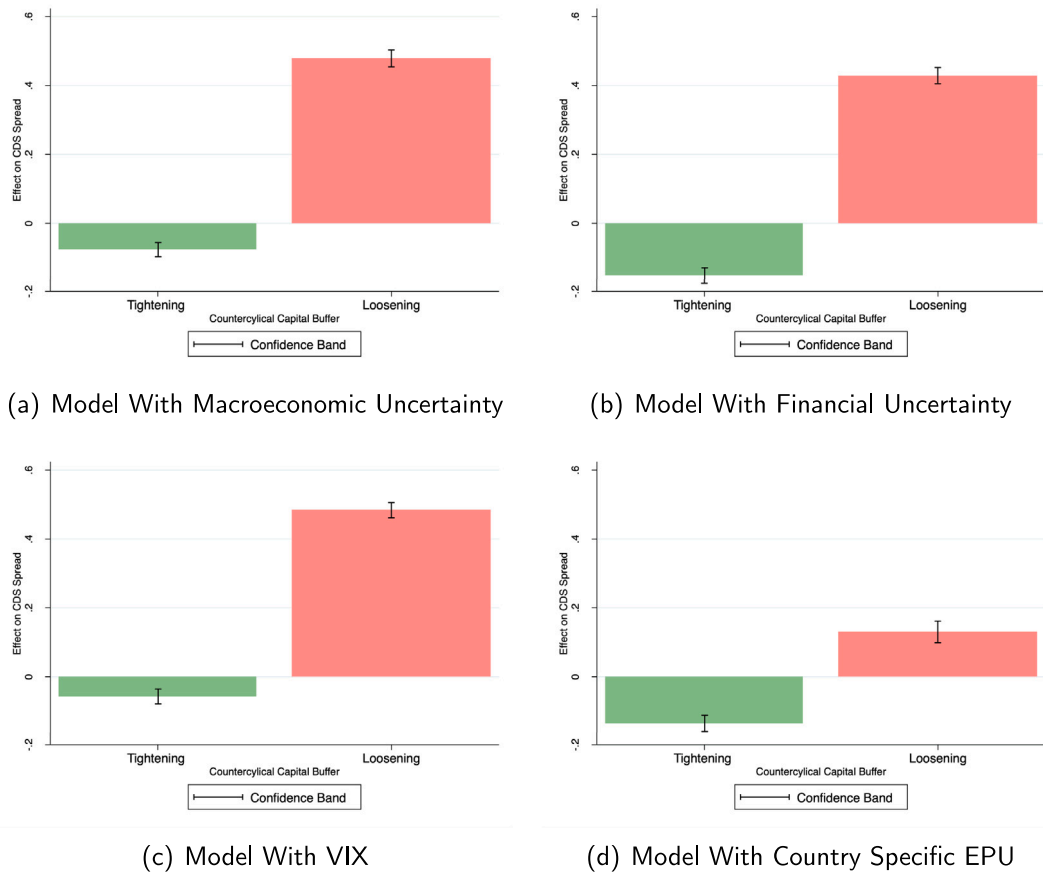 .6
.4
.2
0
-.2
Effect on CDS Spread
Tightening
Loosening
Countercylical Capital Buffer
Confidence Band
(a) Model With Macroeconomic Uncertainty
.6
.4
.2
0
-.2
Effect on CDS Spread
Tightening
Loosening
Countercylical Capital Buffer
Confidence Band
(b) Model With Financial Uncertainty
.6
.4
.2
0
-.2
Effect on CDS Spread
Tightening
Loosening
Countercylical Capital Buffer
Confidence Band
(c) Model With VIX
.6
.4
.2
0
-.2
Effect on CDS Spread
Tightening
Loosening
Countercylical Capital Buffer
Confidence Band
(d) Model With Country Specific EPU